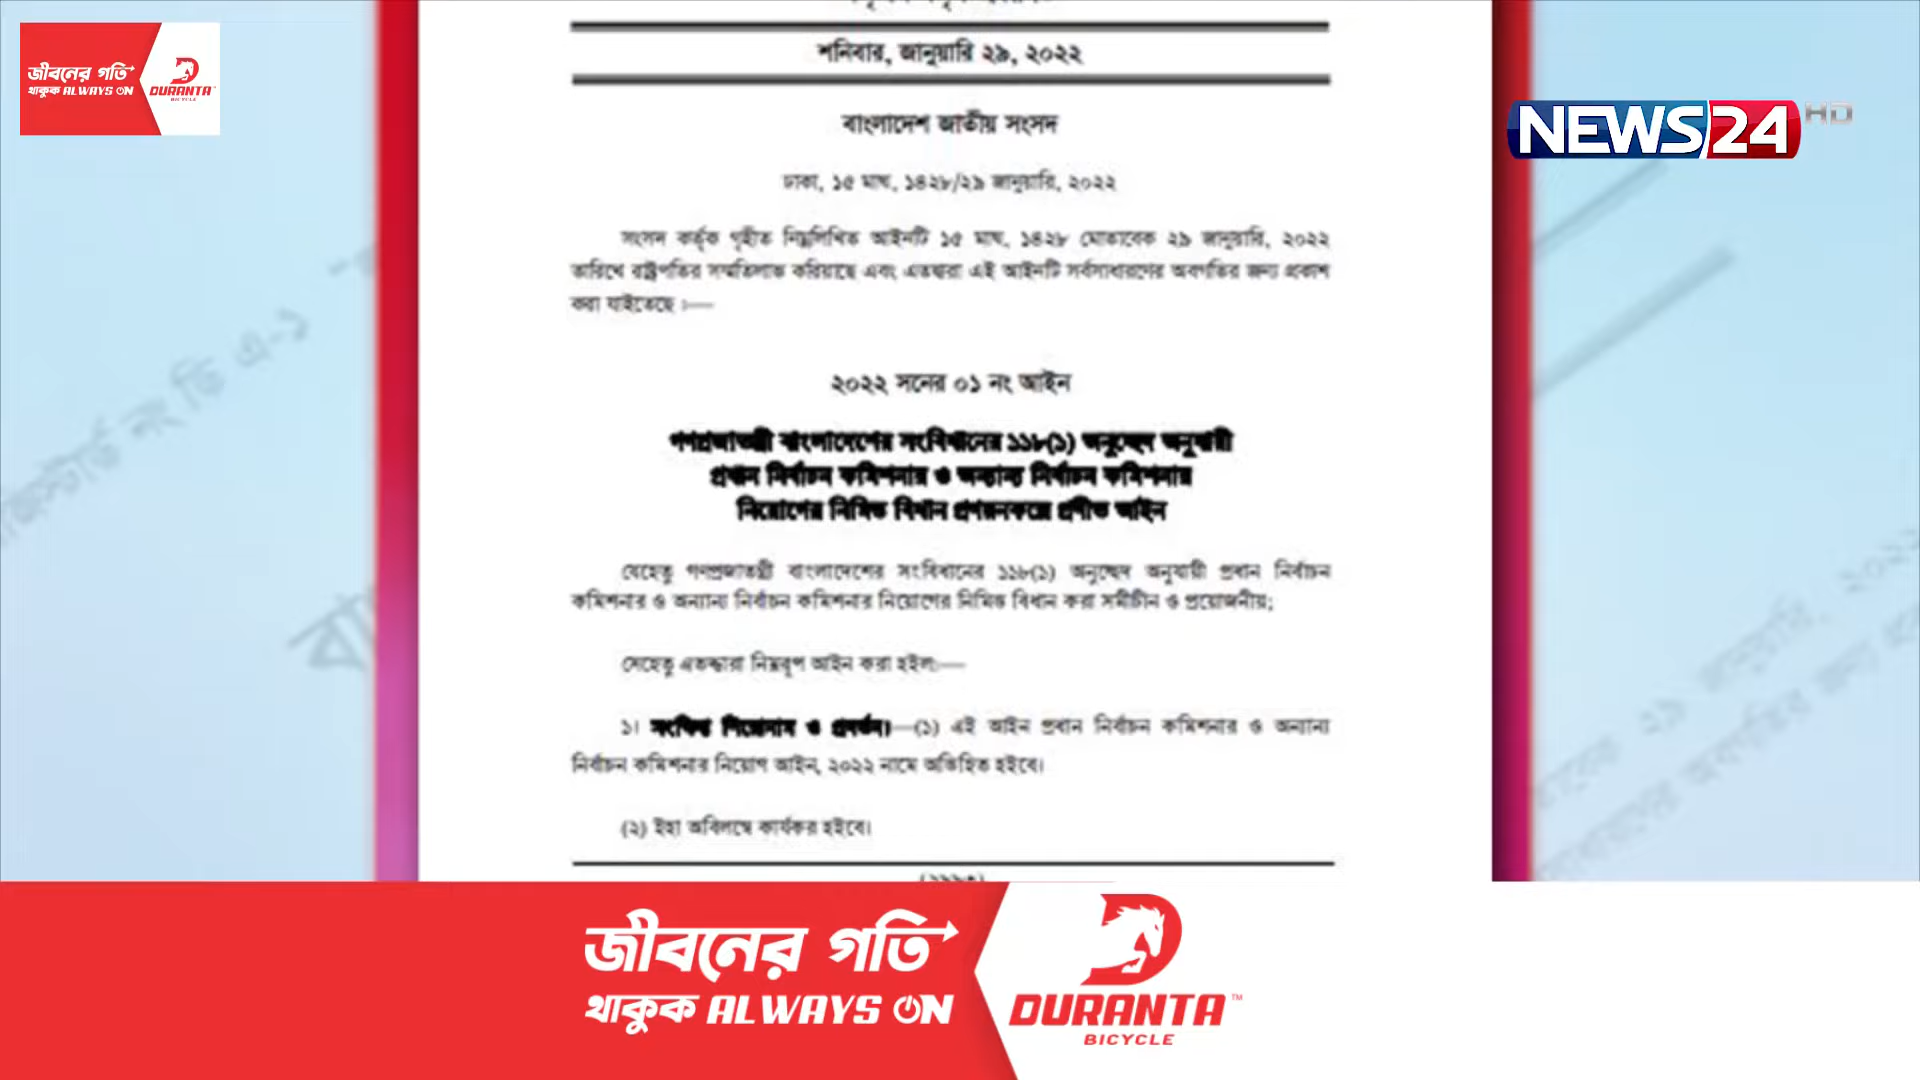 জীবনের গতি
থাকুক ALWAYS ON
DURANTA
BICYCLE
NEWS24 HD
শনিবার, জানুয়ারি ২৯, ২০২২
বাংলাদেশ জাতীয় সংসদ
ঢাকা, ১৫ মাঘ, ১৪২৮/২৯ জানুয়ারি, ২০২২
সংসদ কর্তৃক গৃহীত নিম্নলিখিত আইনটি ১৫ মাঘ, ১৪২৮ মোতাবেক ২৯ জানুয়ারি, ২০২২
তারিখে রাষ্ট্রপতির সম্মতিলাভ করিয়াছে এবং এতদ্বারা এই আইনটি সর্বসাধারণের অবগতির জন্য প্রকাশ
করা যাইতেছে :—
২০২২ সনের ০১ নং আইন
গণপ্রজাতন্ত্রী বাংলাদেশের সংবিধানের ১১৮(১) অনুচ্ছেদ অনুযায়ী
প্রধান নির্বাচন কমিশনার ও অন্যান্য নির্বাচন কমিশনার
নিয়োগের নিমিত্ত বিধান প্রণয়নকল্পে প্রণীত আইন
যেহেতু গণপ্রজাতন্ত্রী বাংলাদেশের সংবিধানের ১১৮(১) অনুচ্ছেদ অনুযায়ী প্রধান নির্বাচন
কমিশনার ও অন্যান্য নির্বাচন কমিশনার নিয়োগের নিমিত্ত বিধান করা সমীচীন ও প্রয়োজনীয়;
সেহেতু এতদ্দ্বারা নিম্নরূপ আইন করা হইল:—
১। সংক্ষিপ্ত শিরোনাম ও প্রবর্তন।—(১) এই আইন প্রধান নির্বাচন কমিশনার ও অন্যান্য
নির্বাচন কমিশনার নিয়োগ আইন, ২০২২ নামে অভিহিত হইবে।
(২) ইহা অবিলম্বে কার্যকর হইবে।
জীবনের গতি
থাকুক ALWAYS ON
DURANTA™
BICYCLE